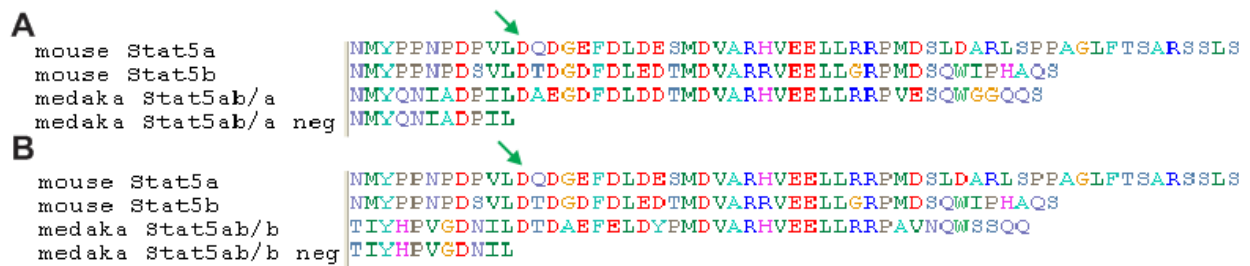 A
mouse Stat5a NMYPPNPDPVLDQDGEFDLDESMDVARHVEELLRRPMDSLDARLSPPAGLFTSARSSLS
mouse Stat5b NMYPPNPDSVLDTDGDFDLEDTMDVARRVEELLGRPMDSQWIPHAQS
medaka Stat5ab/a NMYQNIADPILDAEGDFDLDDTMDVARHVEELLRRPVESQWGGQQS
medaka Stat5ab/a neg NMYQNIADPIL
B
mouse Stat5a NMYPPNPDPVLDQDGEFDLDESMDVARHVEELLRRPMDSLDARLSPPAGLFTSARSSLS
mouse Stat5b NMYPPNPDSVLDTDGDFDLEDTMDVARRVEELLGRPMDSQWIPHAQS
medaka Stat5ab/b TIYHPVGDNILDTDAEFELDYPMDVARHVEELLRRPAVNQWSSQQ
medaka Stat5ab/b neg TIYHPVGDNIL